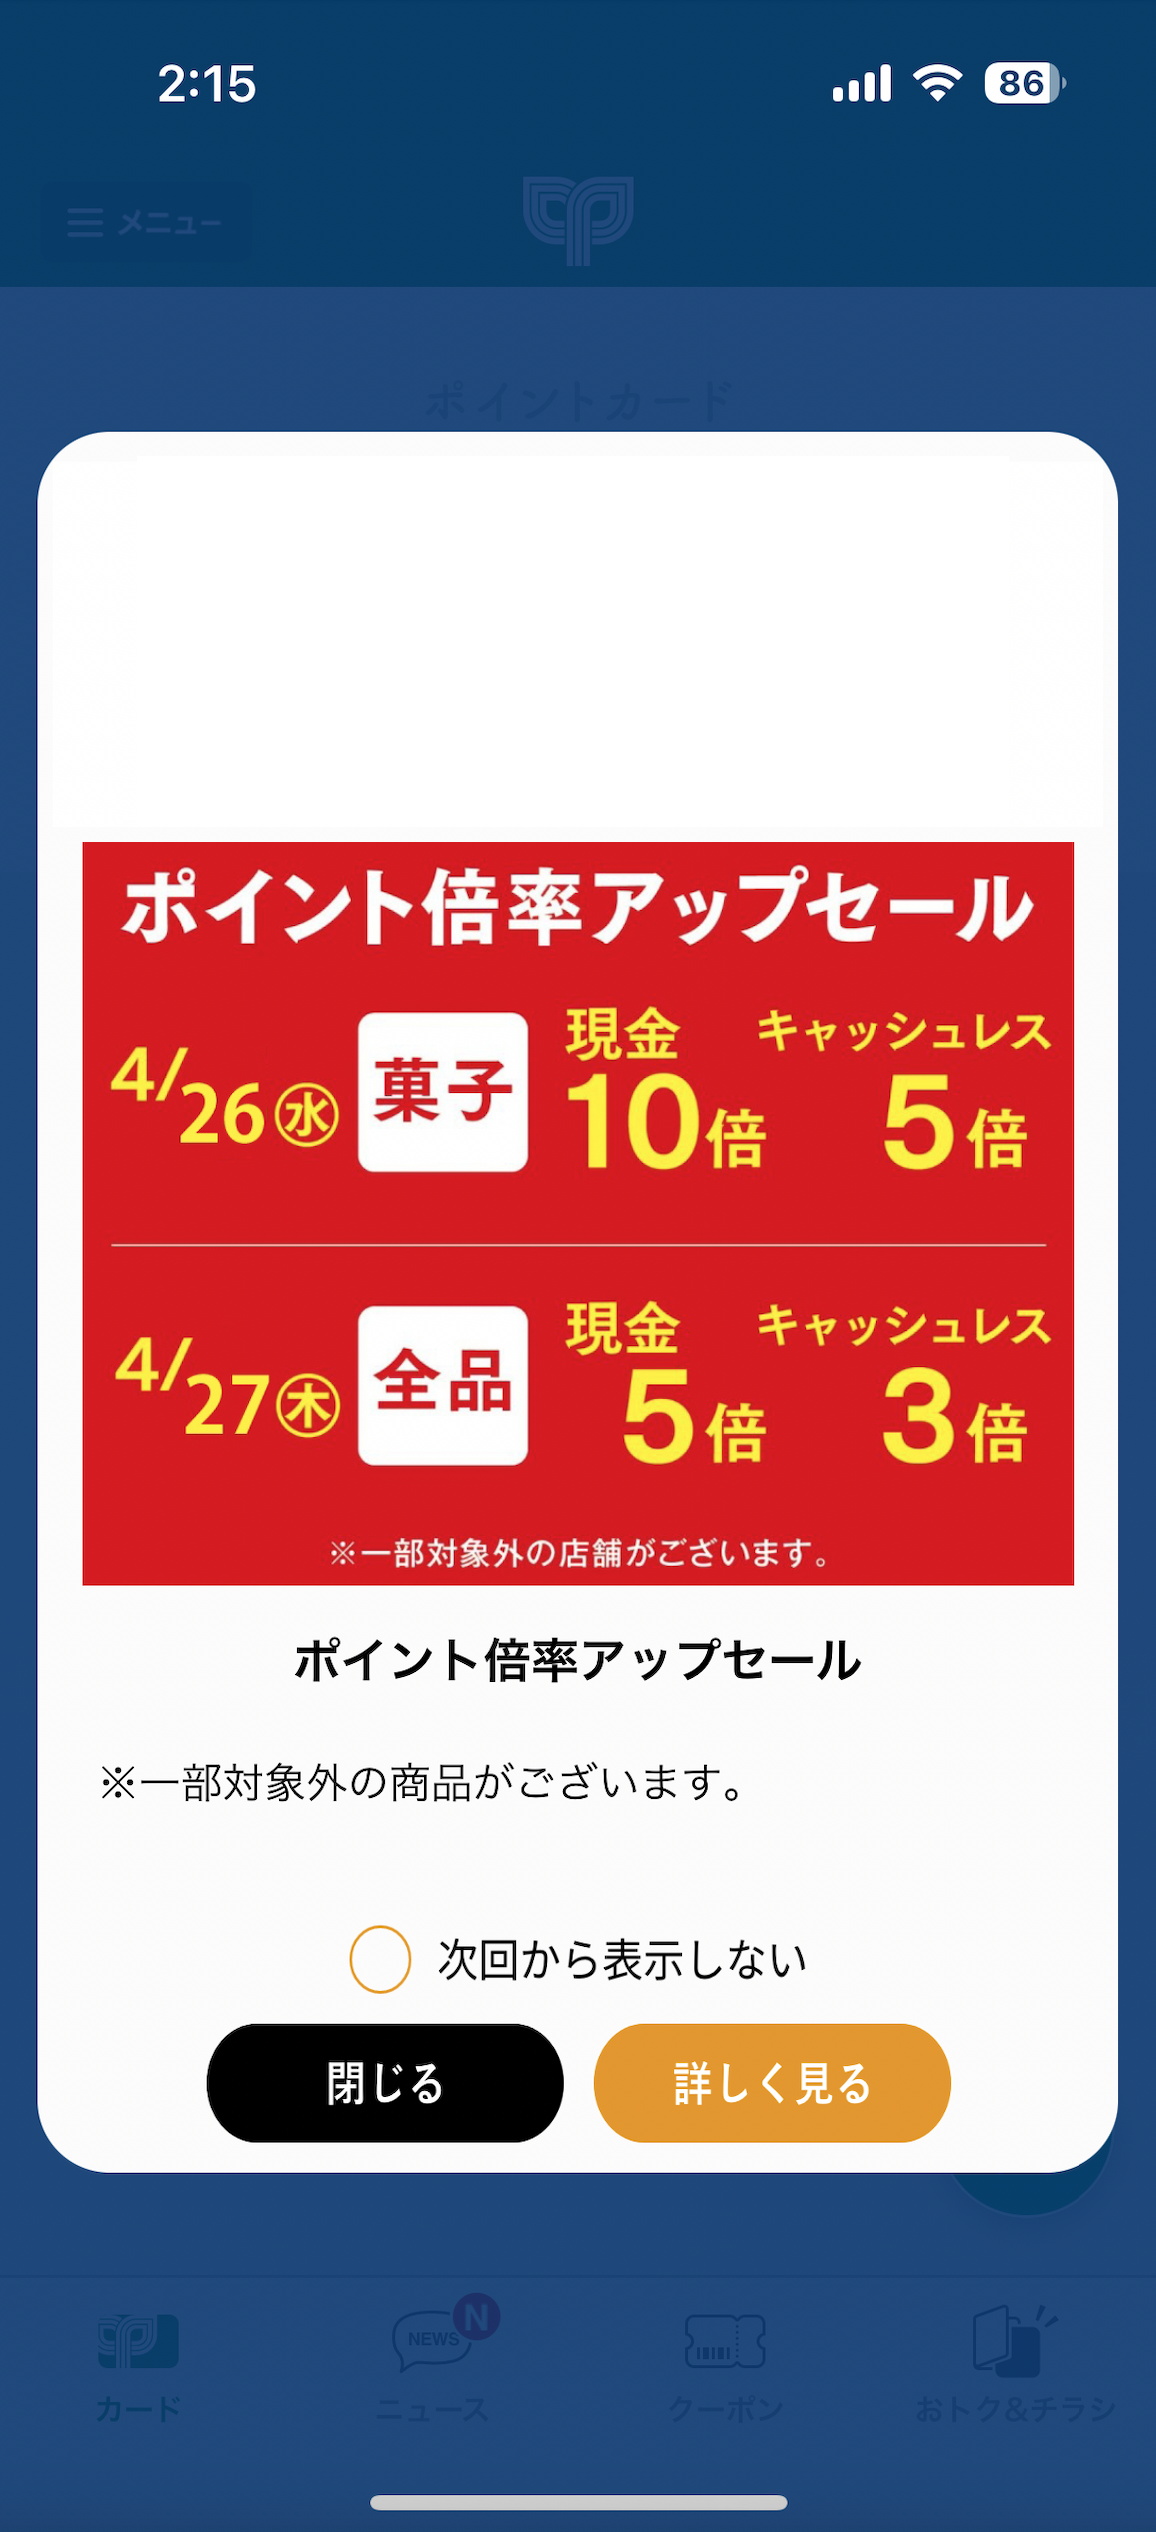 2:15
86
メニュー
ポイントカード
ポイント倍率アップセール
4/26㊌ 菓子 現金10倍 キャッシュレス5倍
4/27㊍ 全品 現金5倍 キャッシュレス3倍
※一部対象外の店舗がございます。
ポイント倍率アップセール
※一部対象外の商品がございます。
次回から表示しない
閉じる 詳しく見る
NEWS N
カード ニュース クーポン おトク&チラシ